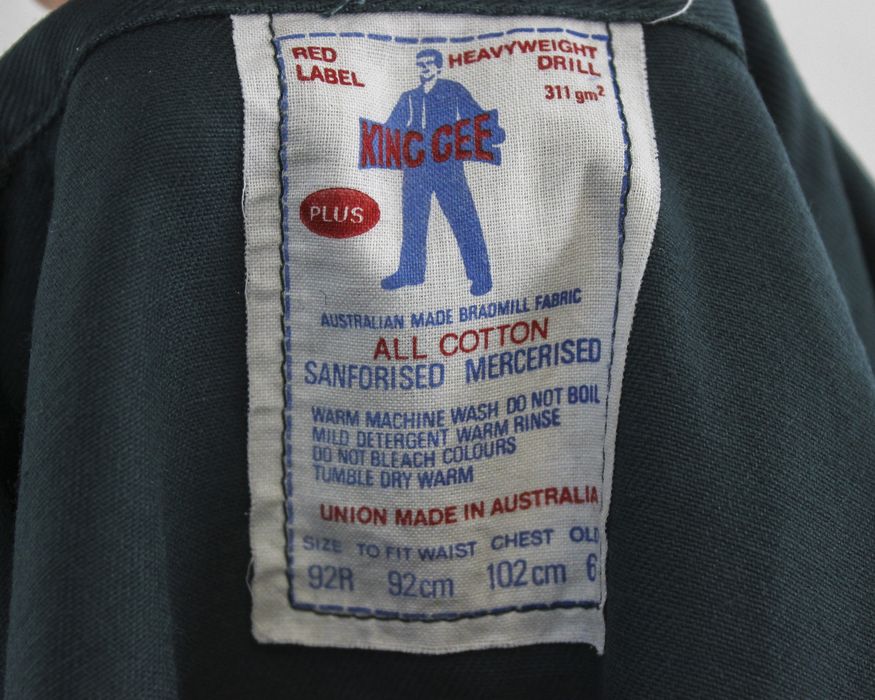 RED LABEL
HEAVYWEIGHT DRILL
311 gm²
KING GEE
PLUS
AUSTRALIAN MADE BRADMILL FABRIC
ALL COTTON
SANFORISED MERCERISED
WARM MACHINE WASH DO NOT BOIL
MILD DETERGENT WARM RINSE
DO NOT BLEACH COLOURS
TUMBLE DRY WARM
UNION MADE IN AUSTRALIA
SIZE TO FIT WAIST CHEST OLD
92R 92cm 102cm 6